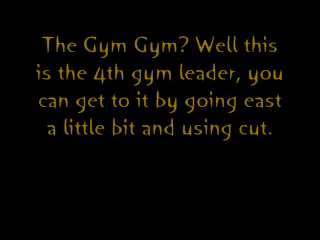 The Gym Gym? Well this
is the 4th gym leader, you
can get to it by going east
a little bit and using cut.